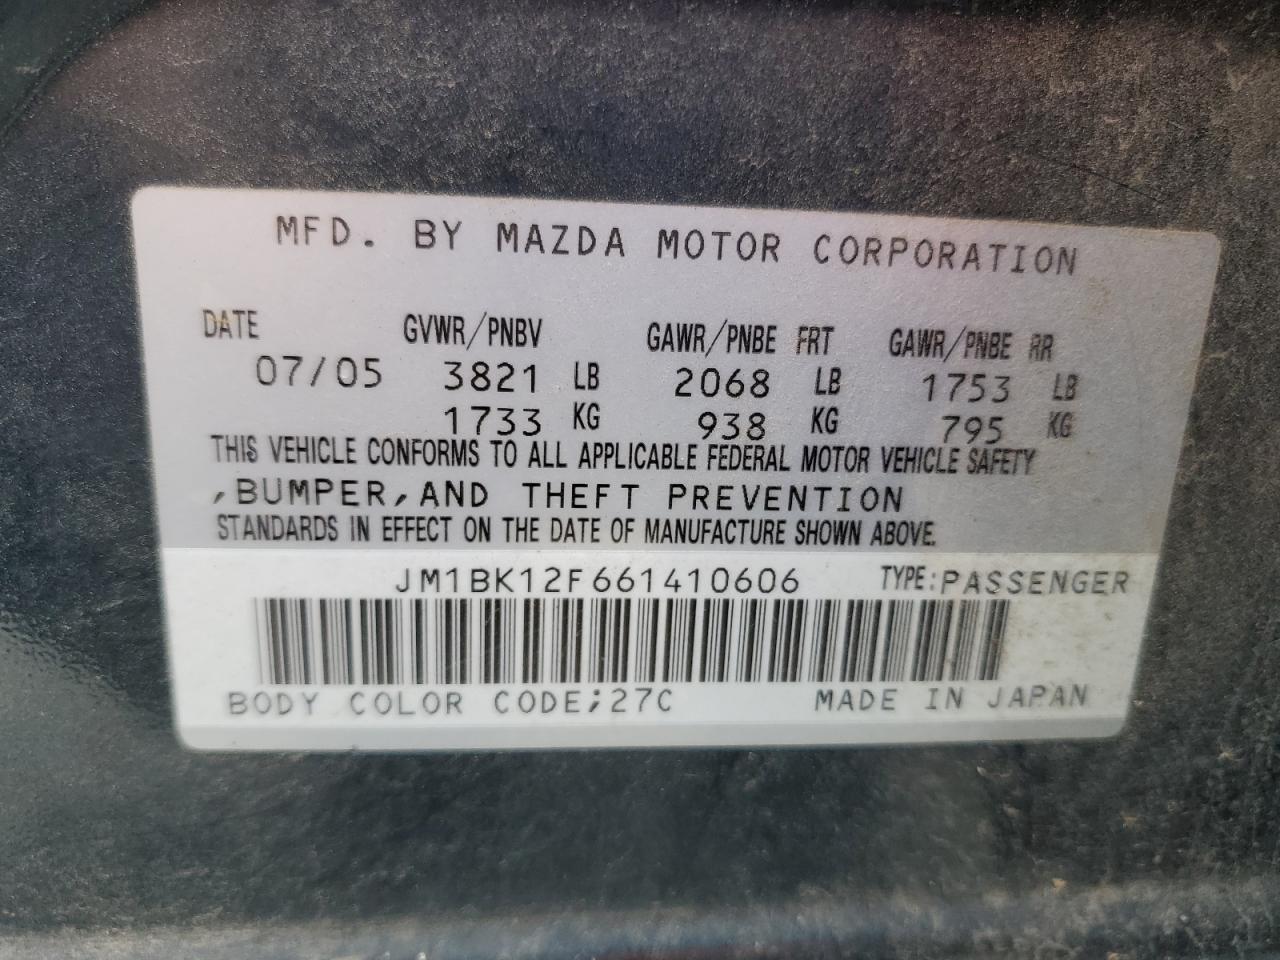 MFD. BY MAZDA MOTOR CORPORATION
DATE GVWR/PNBV GAWR/PNBE FRT GAWR/PNBE RR
07/05 3821 LB 2068 LB 1753 LB
1733 KG 938 KG 795 KG
THIS VEHICLE CONFORMS TO ALL APPLICABLE FEDERAL MOTOR VEHICLE SAFETY
,BUMPER,AND THEFT PREVENTION
STANDARDS IN EFFECT ON THE DATE OF MANUFACTURE SHOWN ABOVE.
JM1BK12F661410606 TYPE:PASSENGER
BODY COLOR CODE;27C MADE IN JAPAN